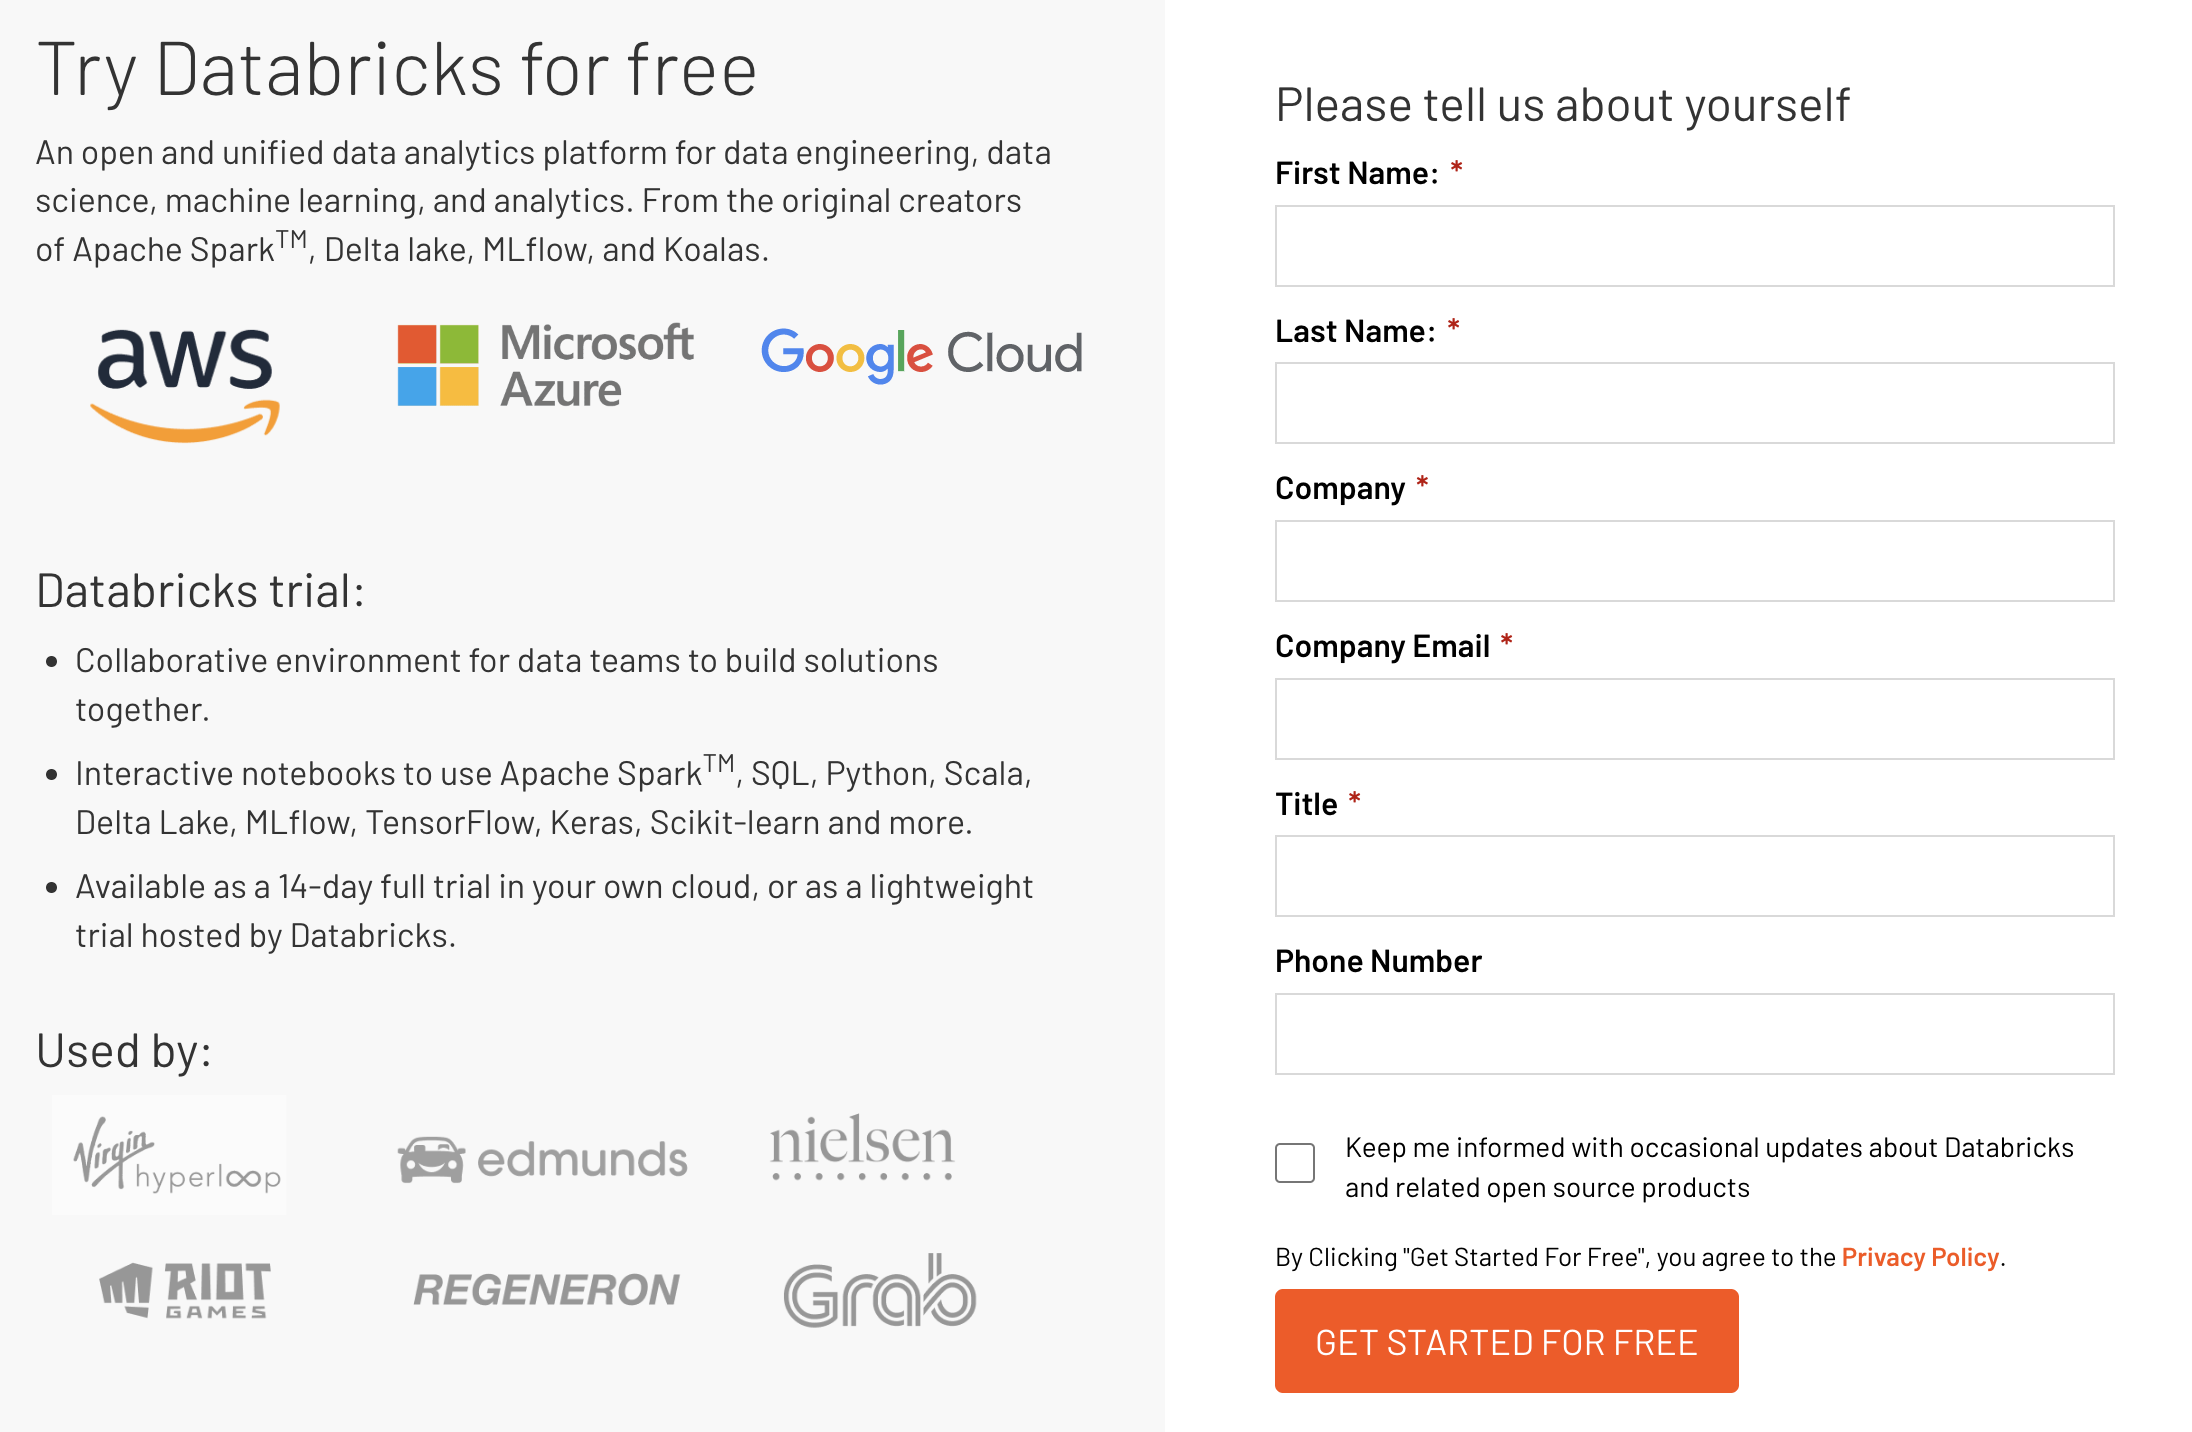 Try Databricks for free
An open and unified data analytics platform for data engineering, data
science, machine learning, and analytics. From the original creators
of Apache Spark™, Delta lake, MLflow, and Koalas.
aws
Microsoft
Azure
Google Cloud
Databricks trial:
• Collaborative environment for data teams to build solutions
together.
• Interactive notebooks to use Apache Spark™, SQL, Python, Scala,
Delta Lake, MLflow, TensorFlow, Keras, Scikit-learn and more.
• Available as a 14-day full trial in your own cloud, or as a lightweight
trial hosted by Databricks.
Used by:
Virgin
hyperloop
edmunds
nielsen
RIOT
GAMES
REGENERON
Grab
Please tell us about yourself
First Name: *
Last Name: *
Company *
Company Email *
Title *
Phone Number
Keep me informed with occasional updates about Databricks
and related open source products
By Clicking "Get Started For Free", you agree to the Privacy Policy.
GET STARTED FOR FREE